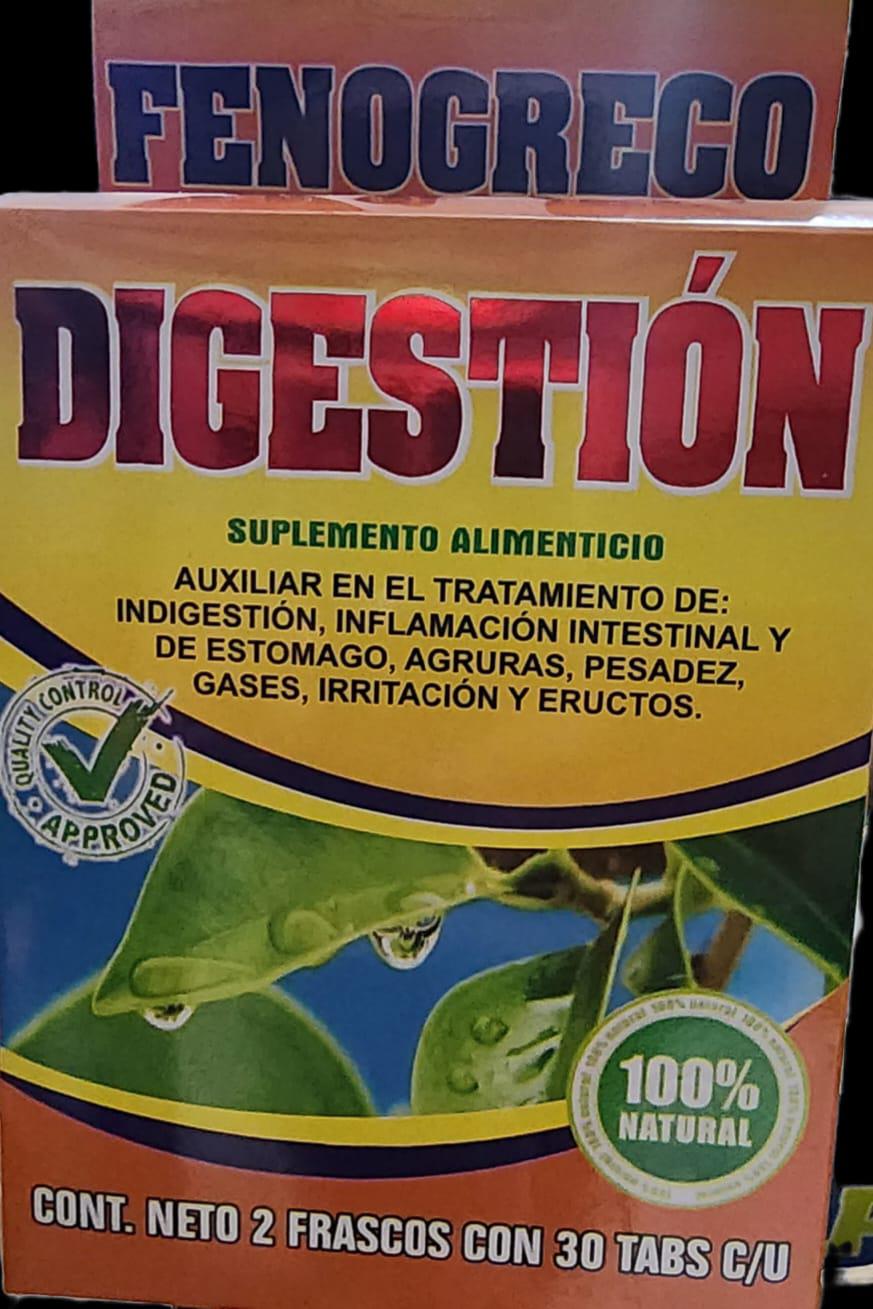 FENOGRECO
DIGESTIÓN
SUPLEMENTO ALIMENTICIO
AUXILIAR EN EL TRATAMIENTO DE:
INDIGESTIÓN, INFLAMACIÓN INTESTINAL Y
DE ESTOMAGO, AGRURAS, PESADEZ,
GASES, IRRITACIÓN Y ERUCTOS.
QUALITY CONTROL
APPROVED
100%
NATURAL
CONT. NETO 2 FRASCOS CON 30 TABS C/U